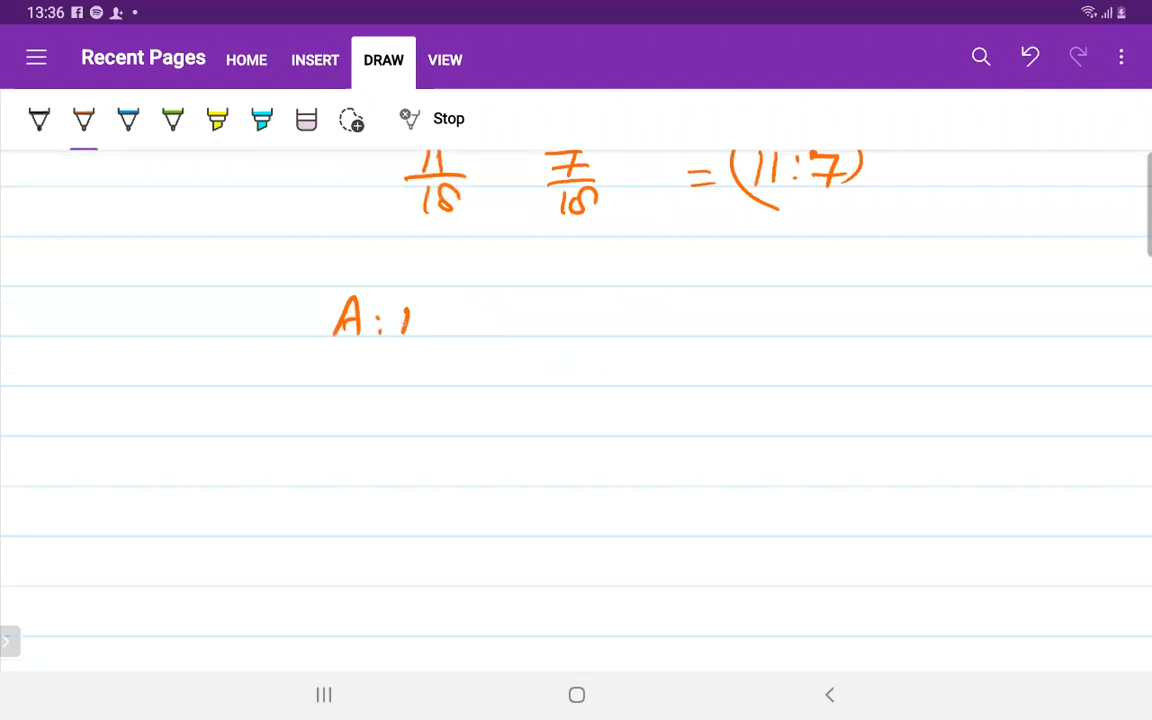 13:36
Recent Pages HOME INSERT DRAW VIEW
Stop
11/18 7/18 = (11:7)
A:1